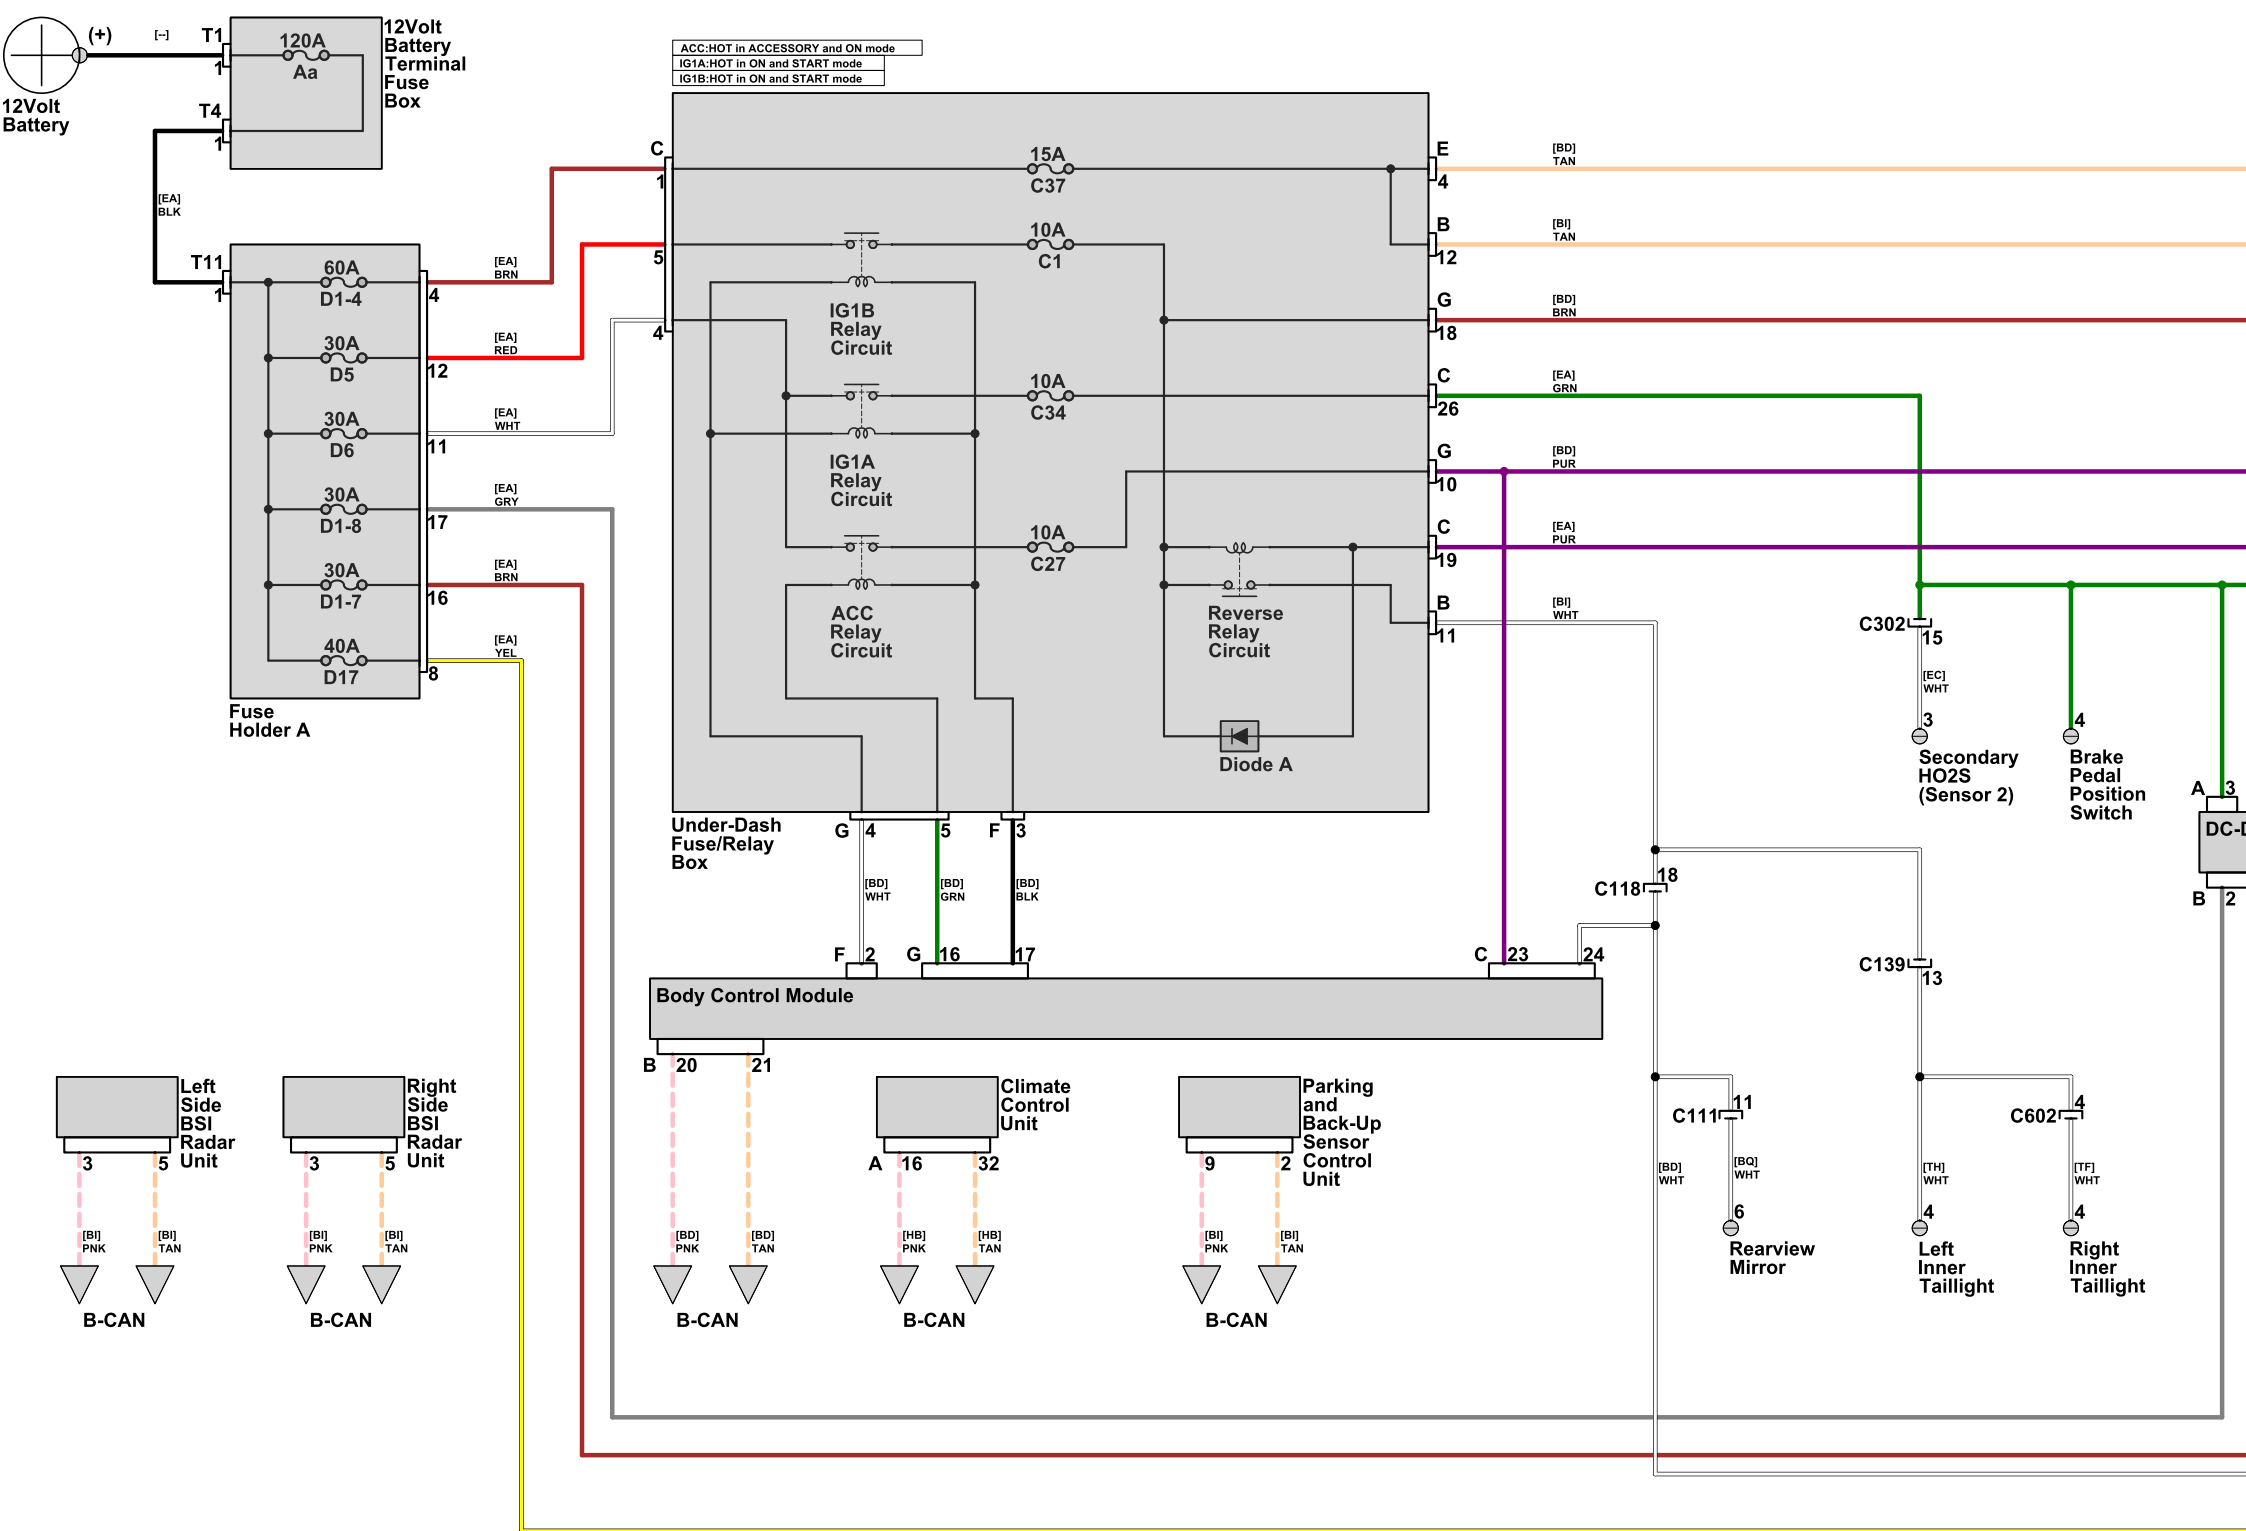 (+)
[--]
T1
1
120A
Aa
12Volt
Battery
Terminal
Fuse
Box
12Volt
Battery
T4
1
[EA]
BLK
T11
1
60A
D1-4
4
[EA]
BRN
30A
D5
12
[EA]
RED
30A
D6
11
[EA]
WHT
30A
D1-8
17
[EA]
GRY
30A
D1-7
16
[EA]
BRN
40A
D17
8
[EA]
YEL
Fuse
Holder A
ACC:HOT in ACCESSORY and ON mode
IG1A:HOT in ON and START mode
IG1B:HOT in ON and START mode
C
1
5
4
15A
C37
10A
C1
IG1B
Relay
Circuit
10A
C34
IG1A
Relay
Circuit
10A
C27
ACC
Relay
Circuit
Reverse
Relay
Circuit
Diode A
E
4
[BD]
TAN
B
12
[BI]
TAN
G
18
[BD]
BRN
C
26
[EA]
GRN
G
10
[BD]
PUR
C
19
[EA]
PUR
B
11
[BI]
WHT
Under-Dash
Fuse/Relay
Box
G
4
5
F
3
[BD]
WHT
[BD]
GRN
[BD]
BLK
F
2
G
16
17
C
23
24
Body Control Module
B
20
21
[BD]
PNK
[BD]
TAN
B-CAN
C302
15
[EC]
WHT
3
Secondary
HO2S
(Sensor 2)
4
Brake
Pedal
Position
Switch
A
3
DC-D
B
2
C118
18
C139
13
C111
11
[BD]
WHT
[BQ]
WHT
6
Rearview
Mirror
[TH]
WHT
4
Left
Inner
Taillight
C602
4
[TF]
WHT
4
Right
Inner
Taillight
Left
Side
BSI
Radar
Unit
3
5
[BI]
PNK
[BI]
TAN
B-CAN
Right
Side
BSI
Radar
Unit
3
5
[BI]
PNK
[BI]
TAN
B-CAN
Climate
Control
Unit
A
16
32
[HB]
PNK
[HB]
TAN
B-CAN
Parking
and
Back-Up
Sensor
Control
Unit
9
2
[BI]
PNK
[BI]
TAN
B-CAN